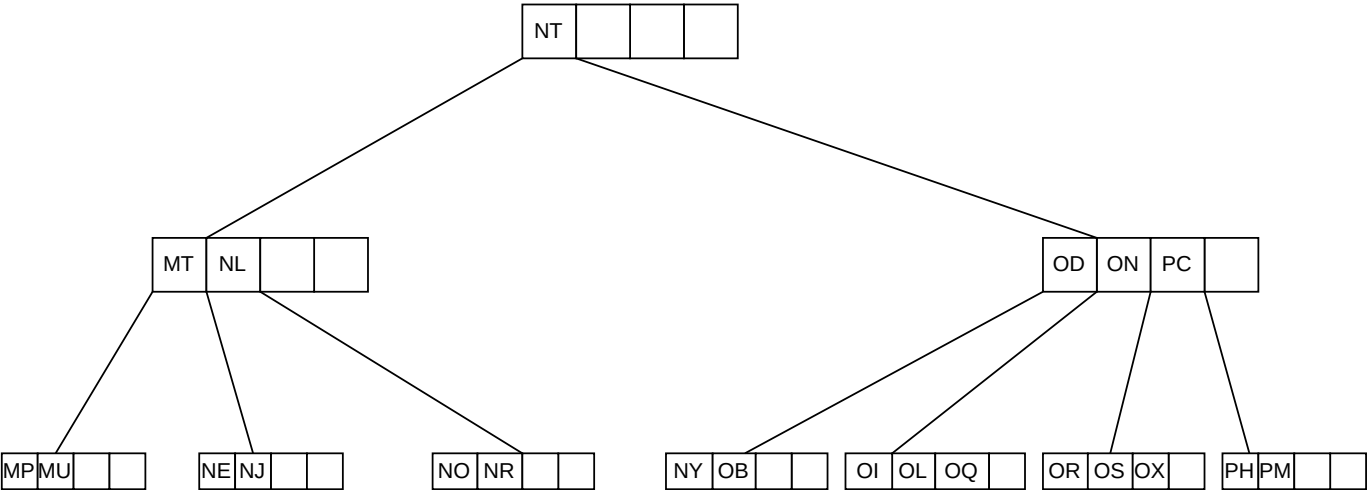 NT
MT NL
OD ON PC
MP MU
NE NJ
NO NR
NY OB
OI OL OQ
OR OS OX
PH PM